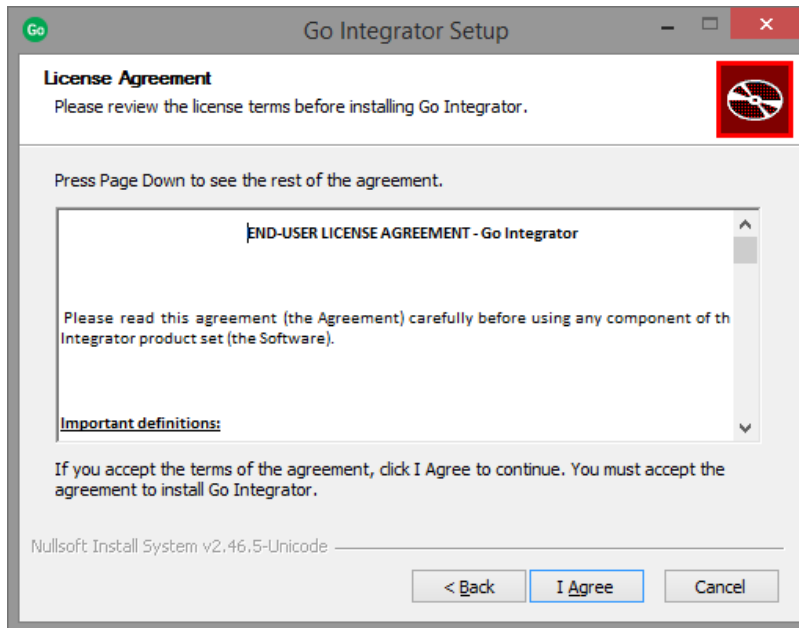 Go
Go Integrator Setup
License Agreement
Please review the license terms before installing Go Integrator.
Press Page Down to see the rest of the agreement.
END-USER LICENSE AGREEMENT - Go Integrator
Please read this agreement (the Agreement) carefully before using any component of th
Integrator product set (the Software).
Important definitions:
If you accept the terms of the agreement, click I Agree to continue. You must accept the
agreement to install Go Integrator.
Nullsoft Install System v2.46.5-Unicode
< Back
I Agree
Cancel